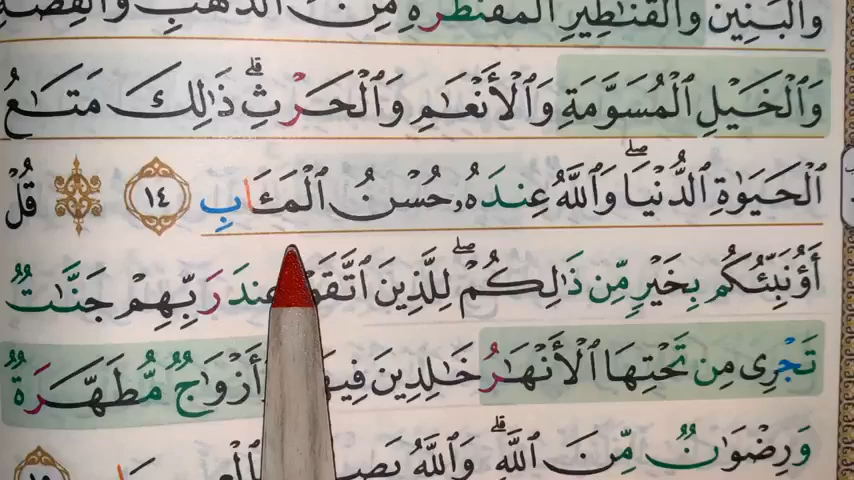 وَٱلْبَنِينَ وَٱلْقَنَٰطِيرِ ٱلْمُقَنطَرَةِ مِنَ ٱلذَّهَبِ وَٱلْفِضَّةِ
وَٱلْخَيْلِ ٱلْمُسَوَّمَةِ وَٱلْأَنْعَٰمِ وَٱلْحَرْثِ ۗ ذَٰلِكَ مَتَٰعُ
ٱلْحَيَوٰةِ ٱلدُّنْيَا ۖ وَٱللَّهُ عِندَهُۥ حُسْنُ ٱلْمَـَٔابِ ١٤ قُلْ
أَؤُنَبِّئُكُم بِخَيْرٍ مِّن ذَٰلِكُمْ ۖ لِلَّذِينَ ٱتَّقَوْا۟ عِندَ رَبِّهِمْ جَنَّٰتٌ
تَجْرِى مِن تَحْتِهَا ٱلْأَنْهَٰرُ خَٰلِدِينَ فِيهَا أَزْوَٰجٌ مُّطَهَّرَةٌ
وَرِضْوَٰنٌ مِّنَ ٱللَّهِ ۗ وَٱللَّهُ